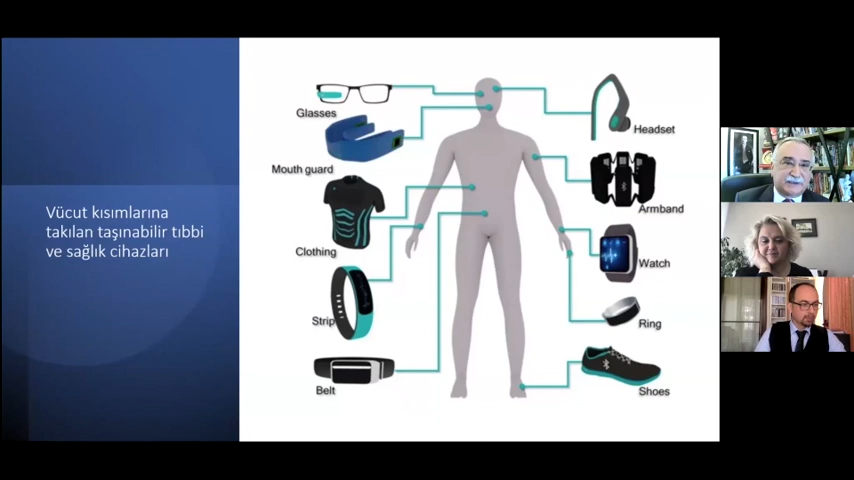 Vücut kısımlarına
takılan taşınabilir tıbbi
ve sağlık cihazları
Glasses
Mouth guard
Clothing
Strip
Belt
Headset
Armband
Watch
Ring
Shoes